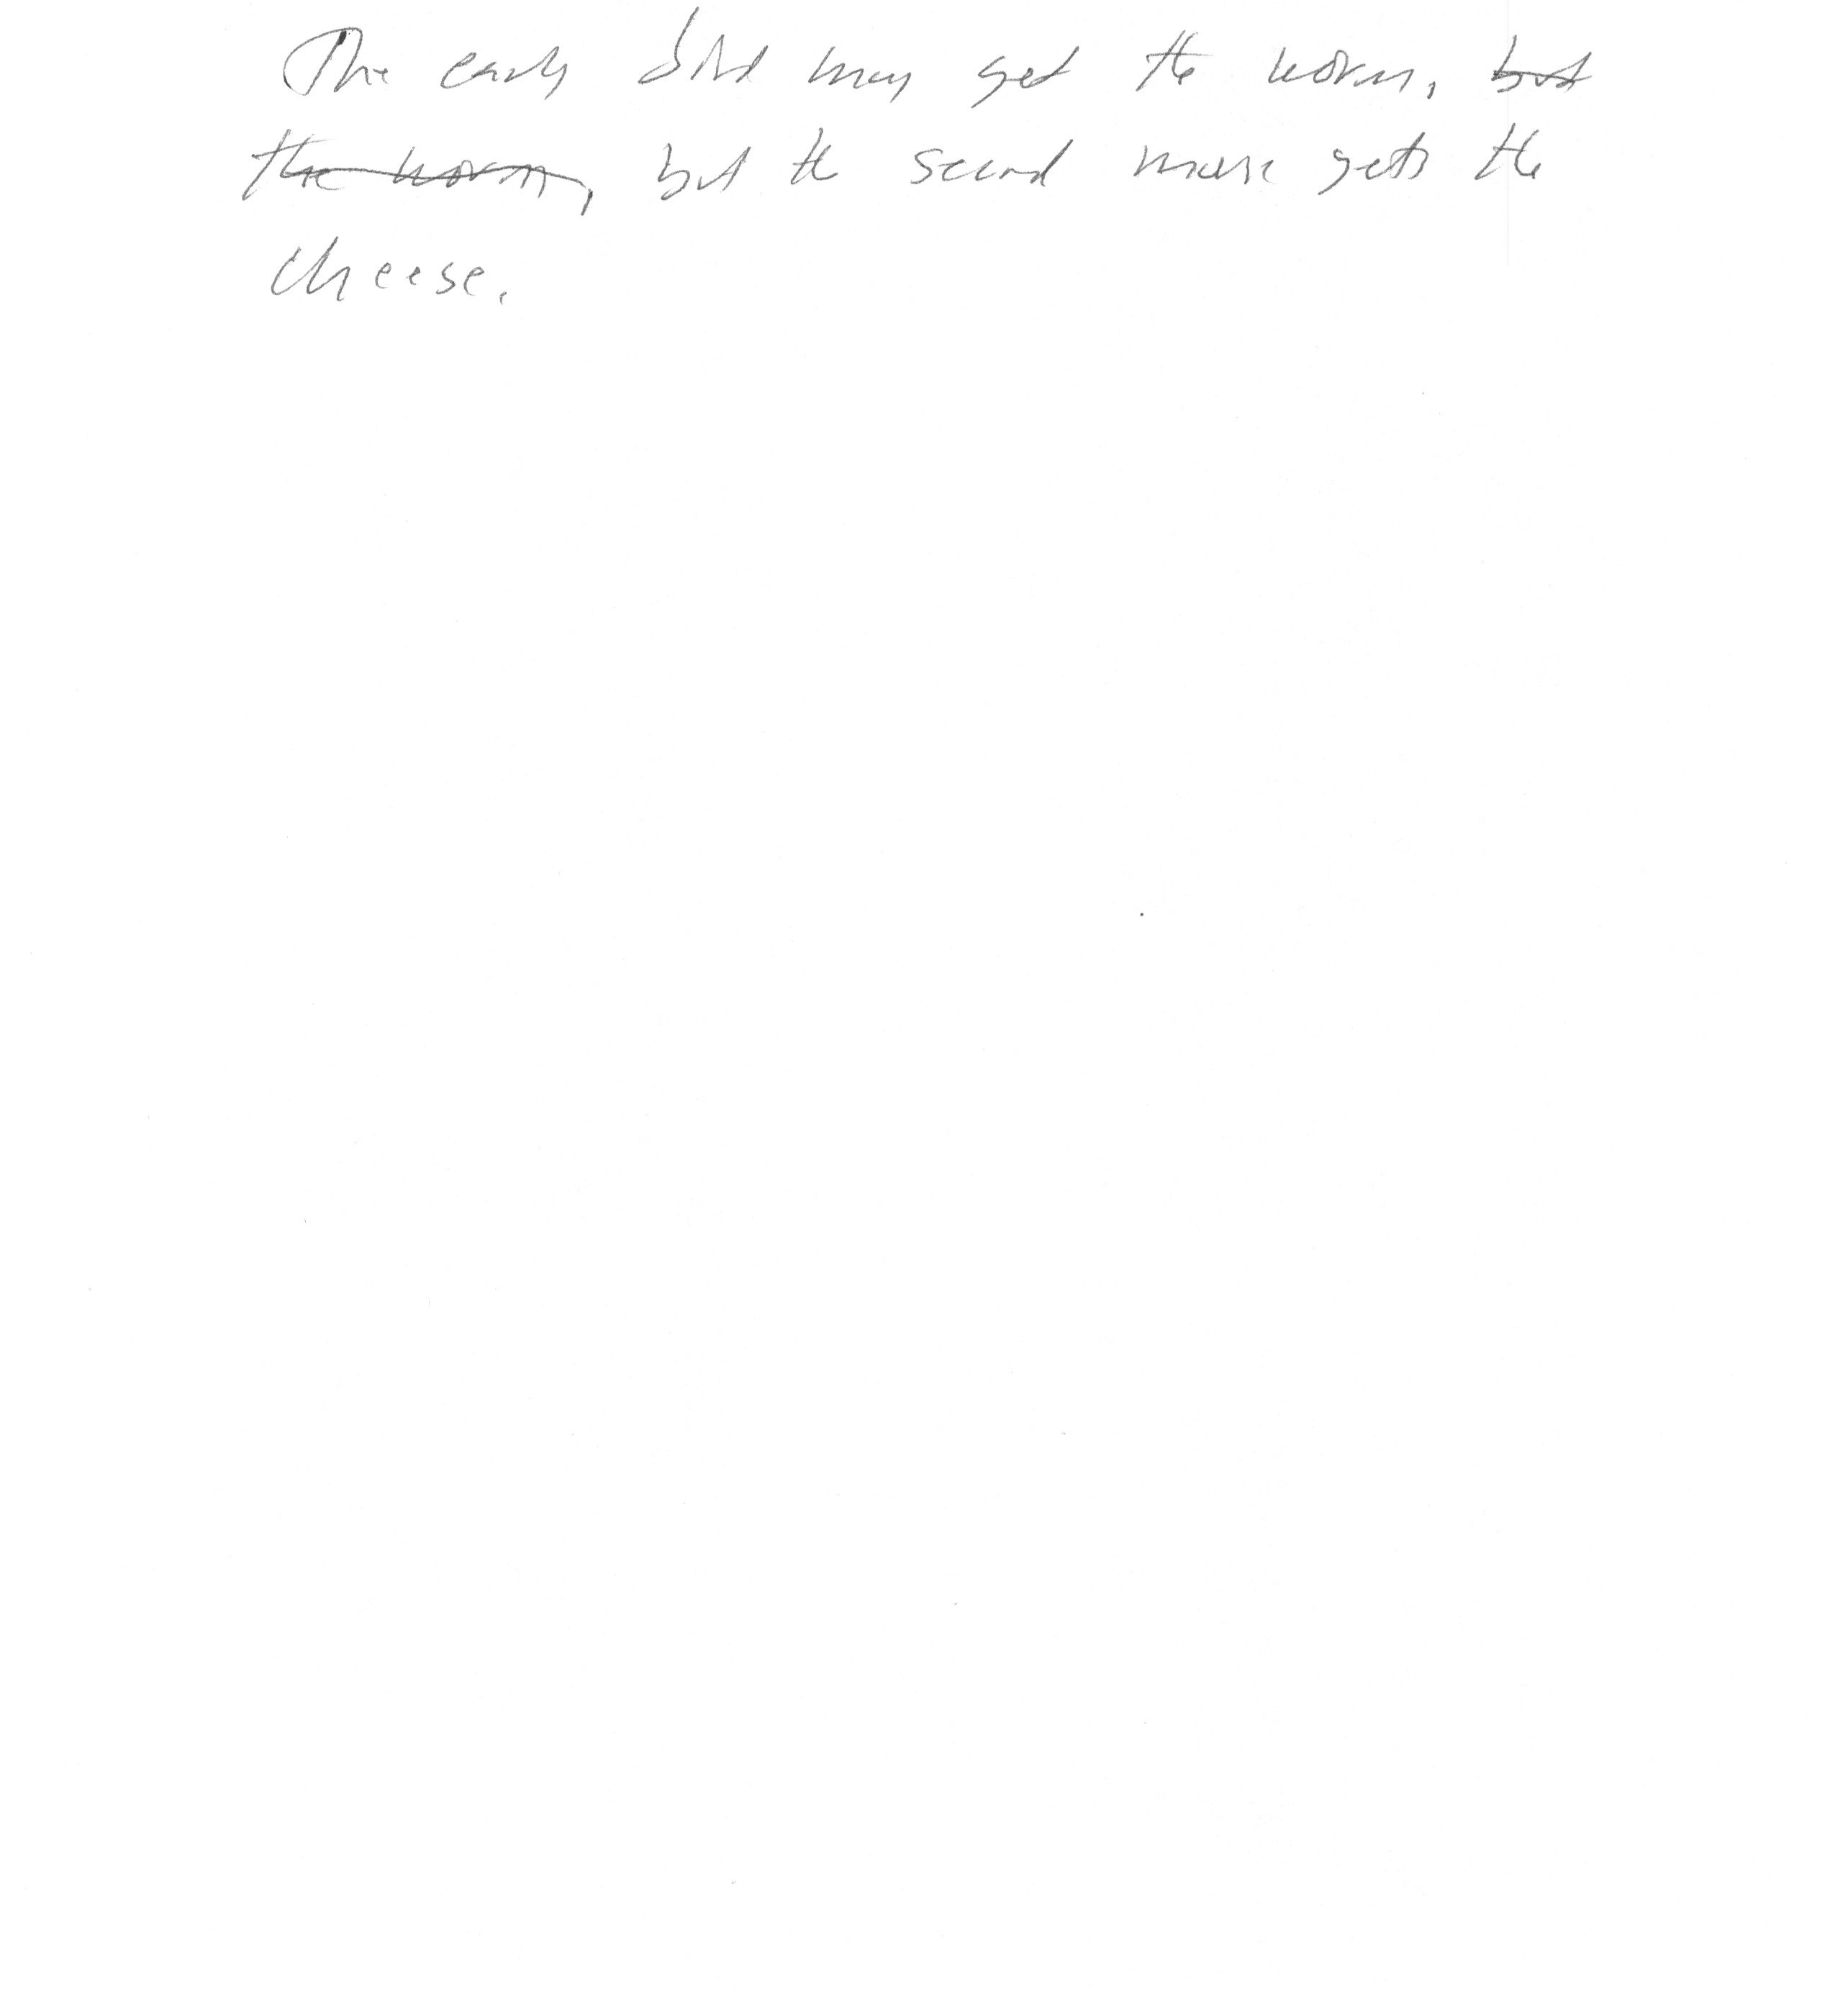 The early bird may get the worm, but
the worm, but the second mouse gets the
cheese.